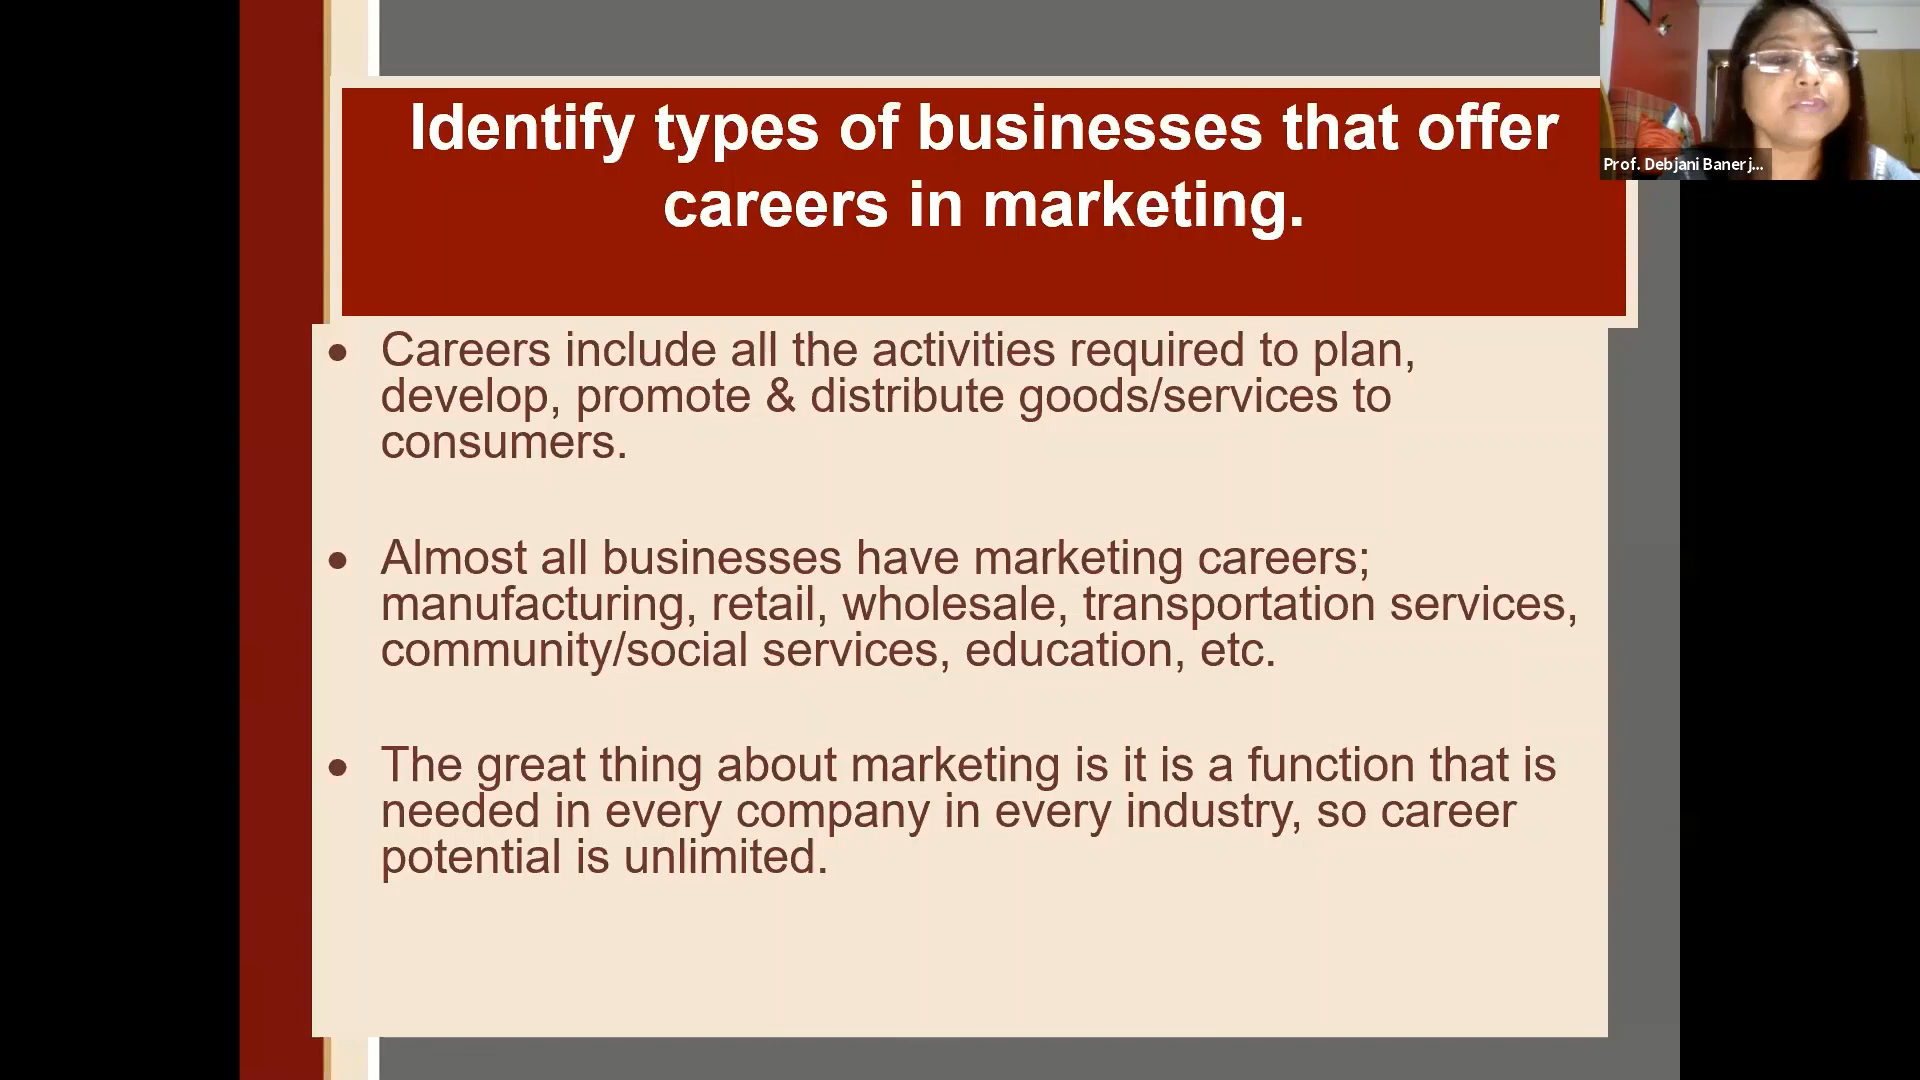 Identify types of businesses that offer
careers in marketing.
Prof. Debjani Banerj...
• Careers include all the activities required to plan,
develop, promote & distribute goods/services to
consumers.
• Almost all businesses have marketing careers;
manufacturing, retail, wholesale, transportation services,
community/social services, education, etc.
• The great thing about marketing is it is a function that is
needed in every company in every industry, so career
potential is unlimited.